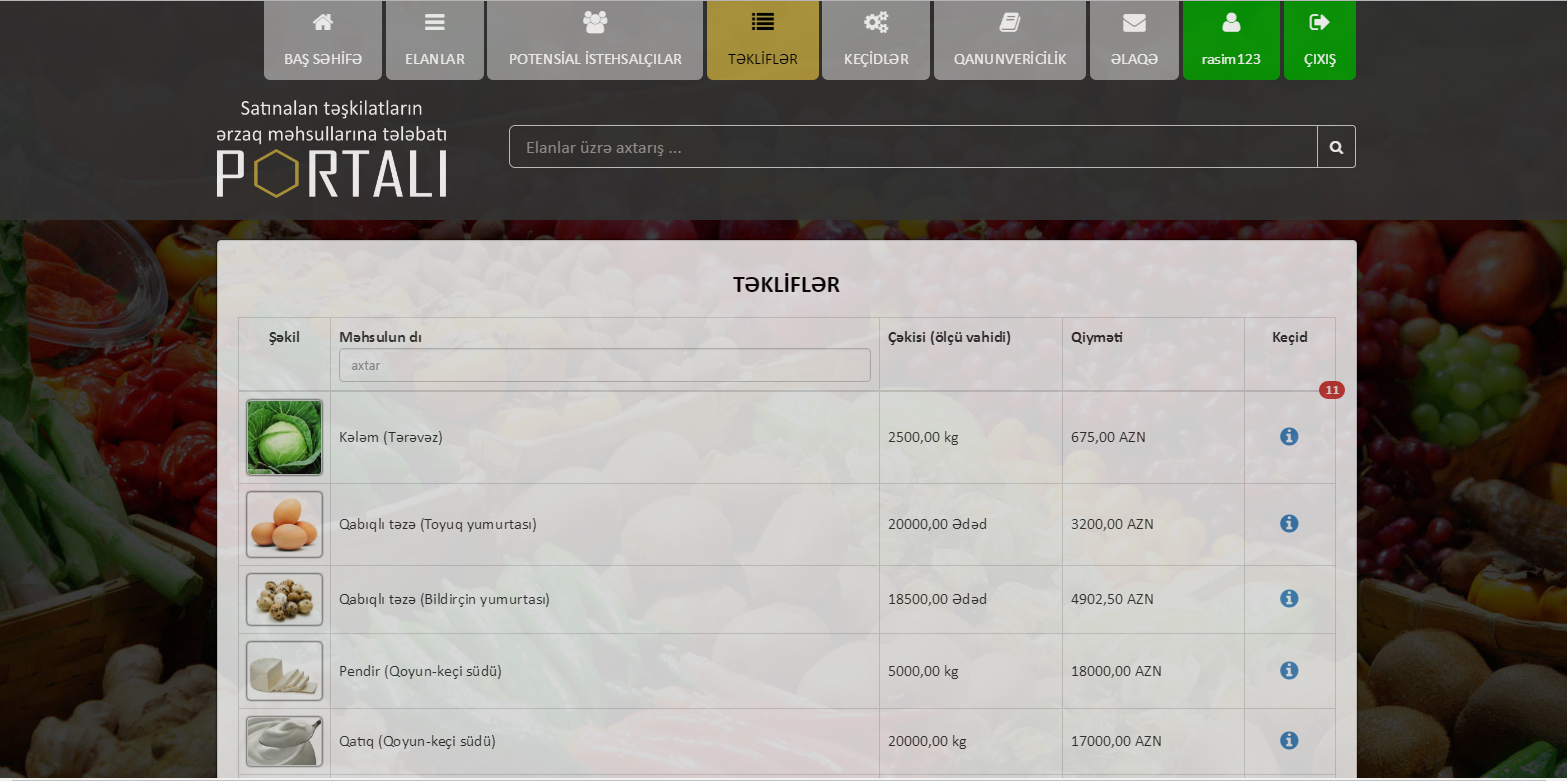 BAŞ SƏHİFƏ ELANLAR POTENSİAL İSTEHSALÇILAR TƏKLİFLƏR KEÇİDLƏR QANUNVERİCİLİK ƏLAQƏ rasim123 ÇIXIŞ
Satınalan təşkilatların
ərzaq məhsullarına tələbatı
PORTALI
Elanlar üzrə axtarış ...
TƏKLİFLƏR
Şəkil Məhsulun dı Çəkisi (ölçü vahidi) Qiyməti Keçid
axtar
11
Kələm (Tərəvəz) 2500,00 kg 675,00 AZN
Qabıqlı təzə (Toyuq yumurtası) 20000,00 Ədəd 3200,00 AZN
Qabıqlı təzə (Bildirçin yumurtası) 18500,00 Ədəd 4902,50 AZN
Pendir (Qoyun-keçi südü) 5000,00 kg 18000,00 AZN
Qatıq (Qoyun-keçi südü) 20000,00 kg 17000,00 AZN